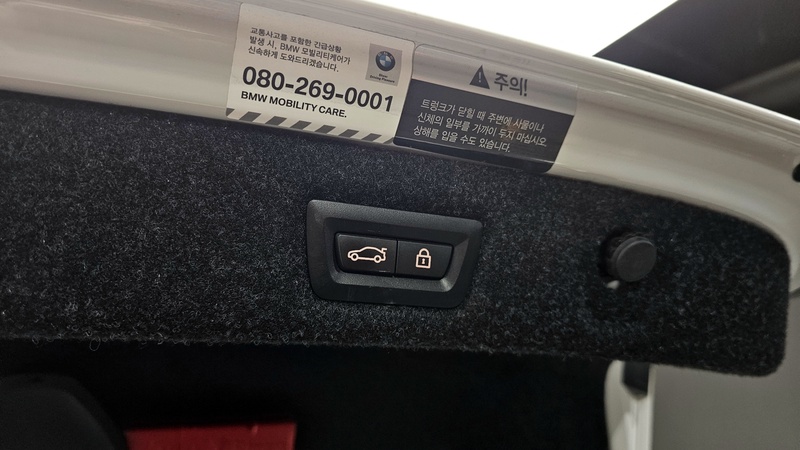 교통사고를 포함한 긴급상황
발생 시, BMW 모빌리티케어가
신속하게 도와드리겠습니다.
080-269-0001
BMW MOBILITY CARE.
주의!
트렁크가 닫힐 때 주변에 사물이나
신체의 일부를 가까이 두지 마십시오.
상해를 입을 수도 있습니다.